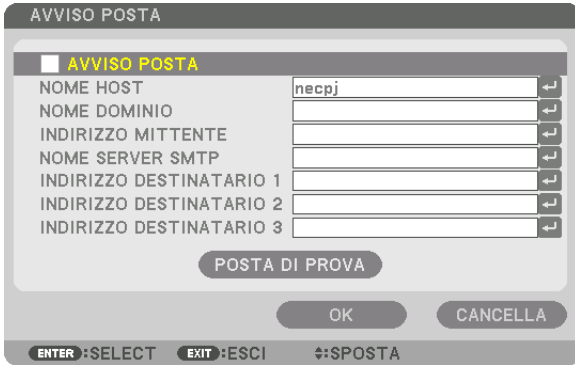 AVVISO POSTA
AVVISO POSTA
NOME HOST necpj
NOME DOMINIO
INDIRIZZO MITTENTE
NOME SERVER SMTP
INDIRIZZO DESTINATARIO 1
INDIRIZZO DESTINATARIO 2
INDIRIZZO DESTINATARIO 3
POSTA DI PROVA
OK CANCELLA
ENTER :SELECT EXIT :ESCI :SPOSTA